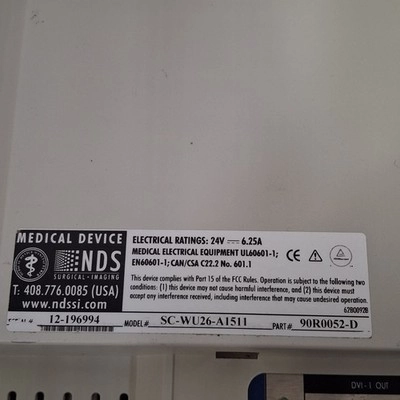 MEDICAL DEVICE
NDS
SURGICAL · IMAGING
T: 408.776.0085 (USA)
www.ndssi.com
ELECTRICAL RATINGS: 24V 6.25A
MEDICAL ELECTRICAL EQUIPMENT UL60601-1;
EN60601-1; CAN/CSA C22.2 No. 601.1
This device complies with Part 15 of the FCC Rules. Operation is subject to the following two
conditions: (1) this device may not cause harmful interference, and (2) this device must
accept any interference received, including interference that may cause undesired operation.
62B0092B
12-196994
MODEL# SC-WU26-A1511
PART# 90R0052-D
DVI-1 OUT